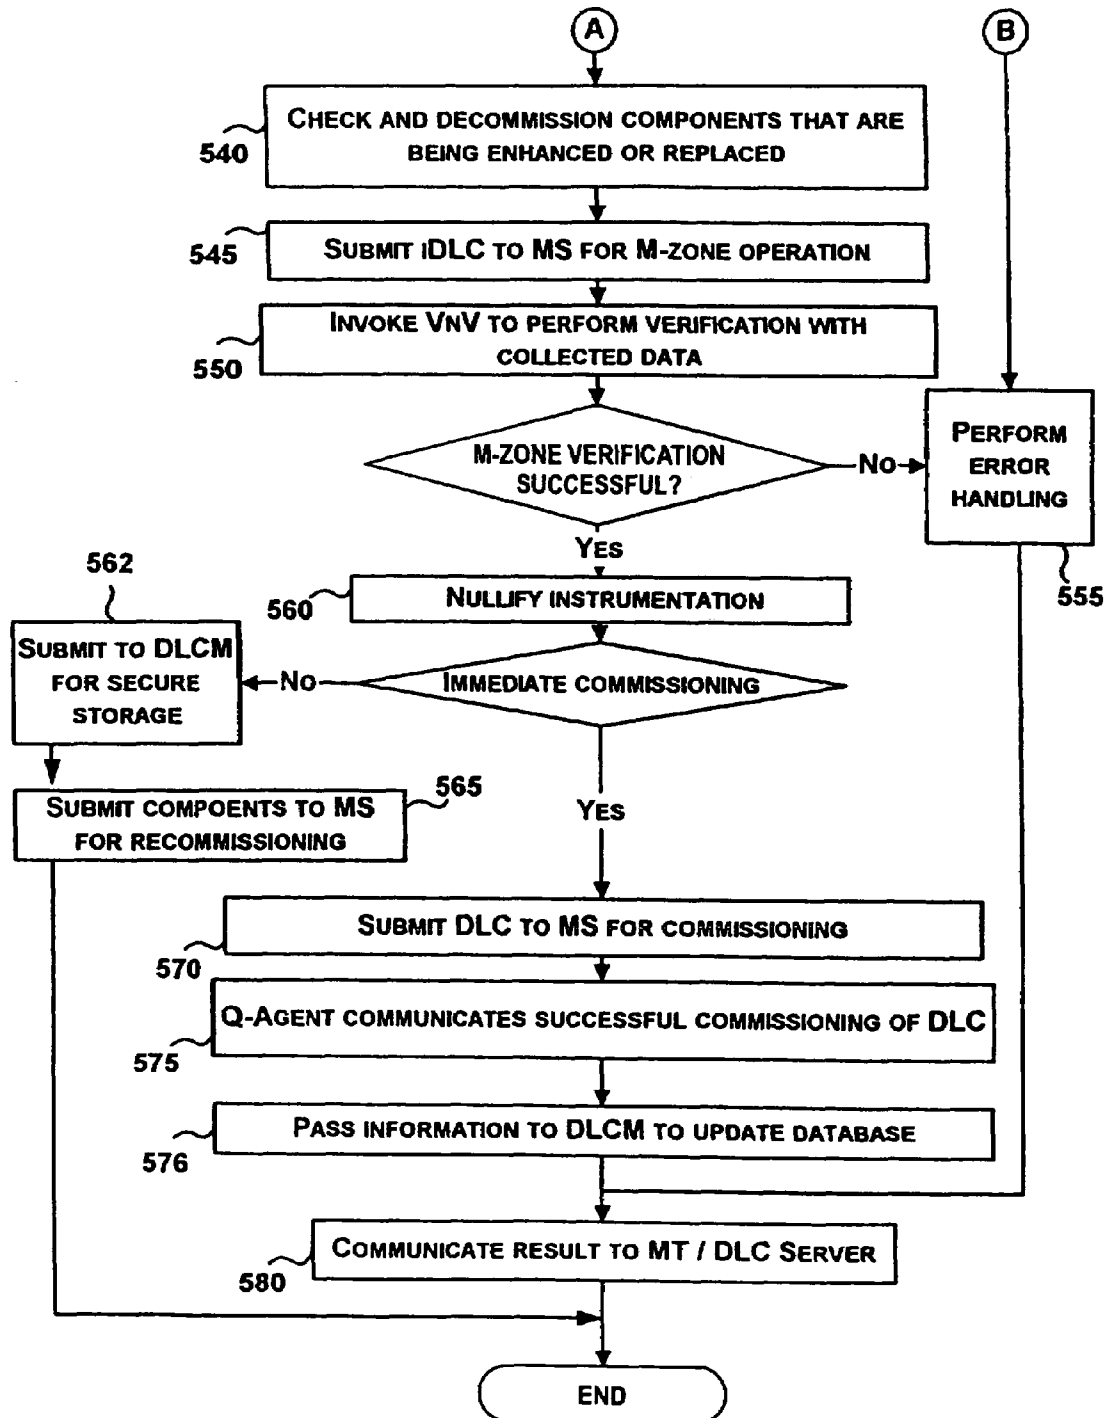 A
B
CHECK AND DECOMMISSION COMPONENTS THAT ARE
BEING ENHANCED OR REPLACED
540
545
SUBMIT IDLC TO MS FOR M-ZONE OPERATION
INVOKE VNV TO PERFORM VERIFICATION WITH
COLLECTED DATA
550
M-ZONE VERIFICATION
SUCCESSFUL?
NO
PERFORM
ERROR
HANDLING
555
YES
562
560
NULLIFY INSTRUMENTATION
SUBMIT TO DLCM
FOR SECURE
STORAGE
NO
IMMEDIATE COMMISSIONING
SUBMIT COMPOENTS TO MS
FOR RECOMMISSIONING
565
YES
SUBMIT DLC TO MS FOR COMMISSIONING
570
Q-AGENT COMMUNICATES SUCCESSFUL COMMISSIONING OF DLC
575
PASS INFORMATION TO DLCM TO UPDATE DATABASE
576
COMMUNICATE RESULT TO MT / DLC SERVER
580
END